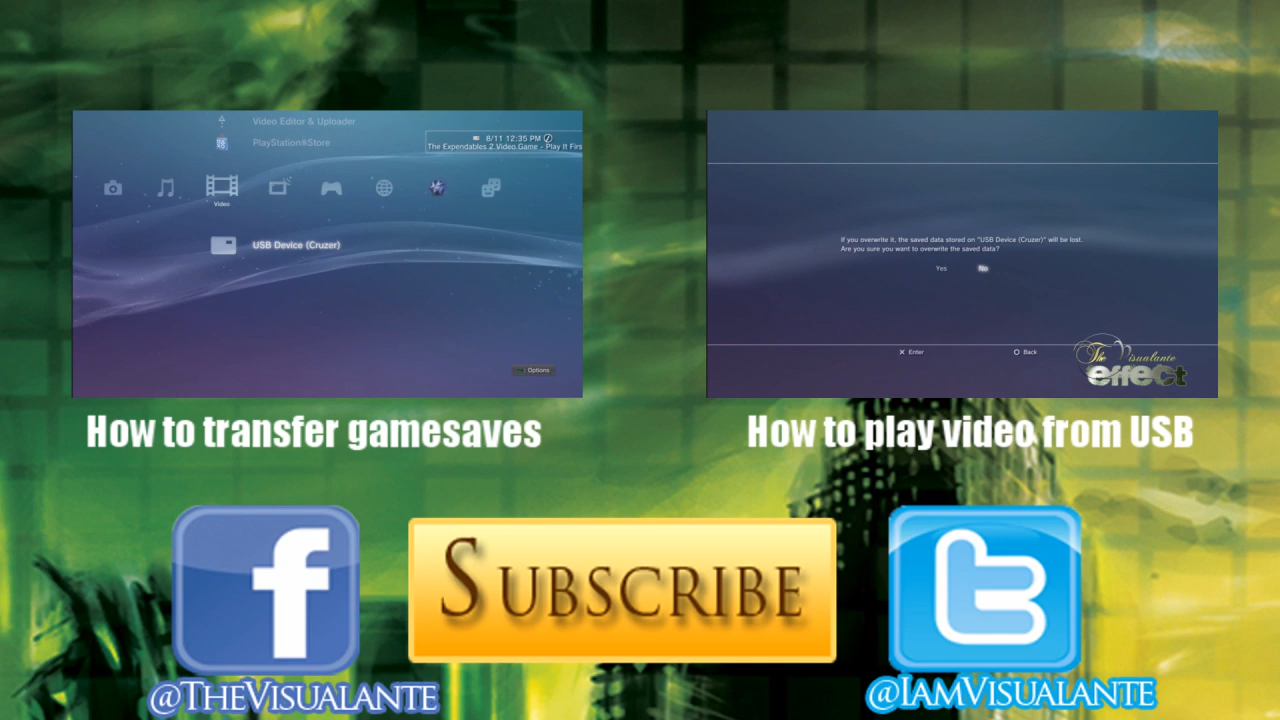 Video Editor & Uploader
PlayStation®Store
8/11 12:35 PM
The Expendables 2 Video Game - Play It Firs
Video
USB Device (Cruzer)
Options
If you overwrite it, the saved data stored on "USB Device (Cruzer)" will be lost.
Are you sure you want to overwrite the saved data?
Yes No
Enter Back
The Visualante
effect
How to transfer gamesaves
How to play video from USB
f
SUBSCRIBE
t
@THEVISUALANTE
@IAMVISUALANTE